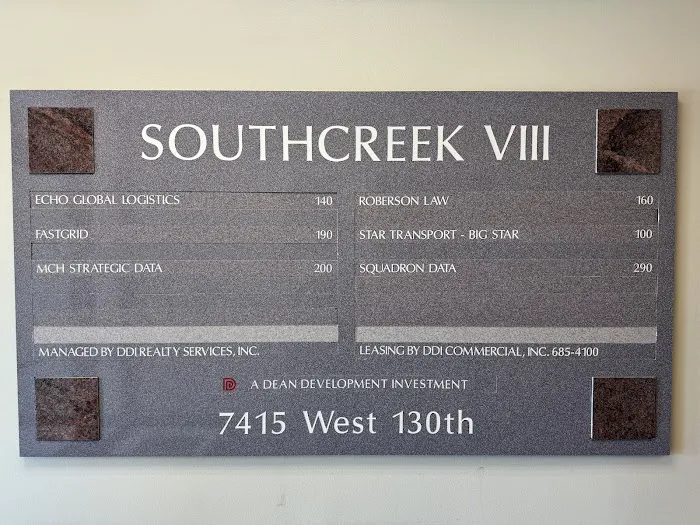 SOUTHCREEK VIII
ECHO GLOBAL LOGISTICS 140
FASTGRID 190
MCH STRATEGIC DATA 200
MANAGED BY DDI REALTY SERVICES, INC.
ROBERSON LAW 160
STAR TRANSPORT - BIG STAR 100
SQUADRON DATA 290
LEASING BY DDI COMMERCIAL, INC. 685-4100
A DEAN DEVELOPMENT INVESTMENT
7415 West 130th